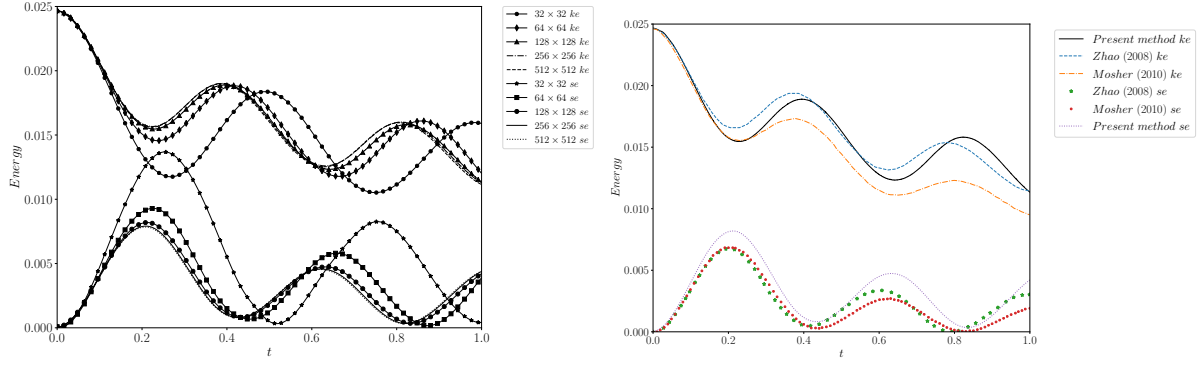 0.025
0.020
0.015
0.010
0.005
0.000
Energy
0.0
0.2
0.4
0.6
0.8
1.0
t
32 × 32 ke
64 × 64 ke
128 × 128 ke
256 × 256 ke
512 × 512 ke
32 × 32 se
64 × 64 se
128 × 128 se
256 × 256 se
512 × 512 se
0.025
0.020
0.015
0.010
0.005
0.000
Energy
0.0
0.2
0.4
0.6
0.8
1.0
t
Present method ke
Zhao (2008) ke
Mosher (2010) ke
Zhao (2008) se
Mosher (2010) se
Present method se